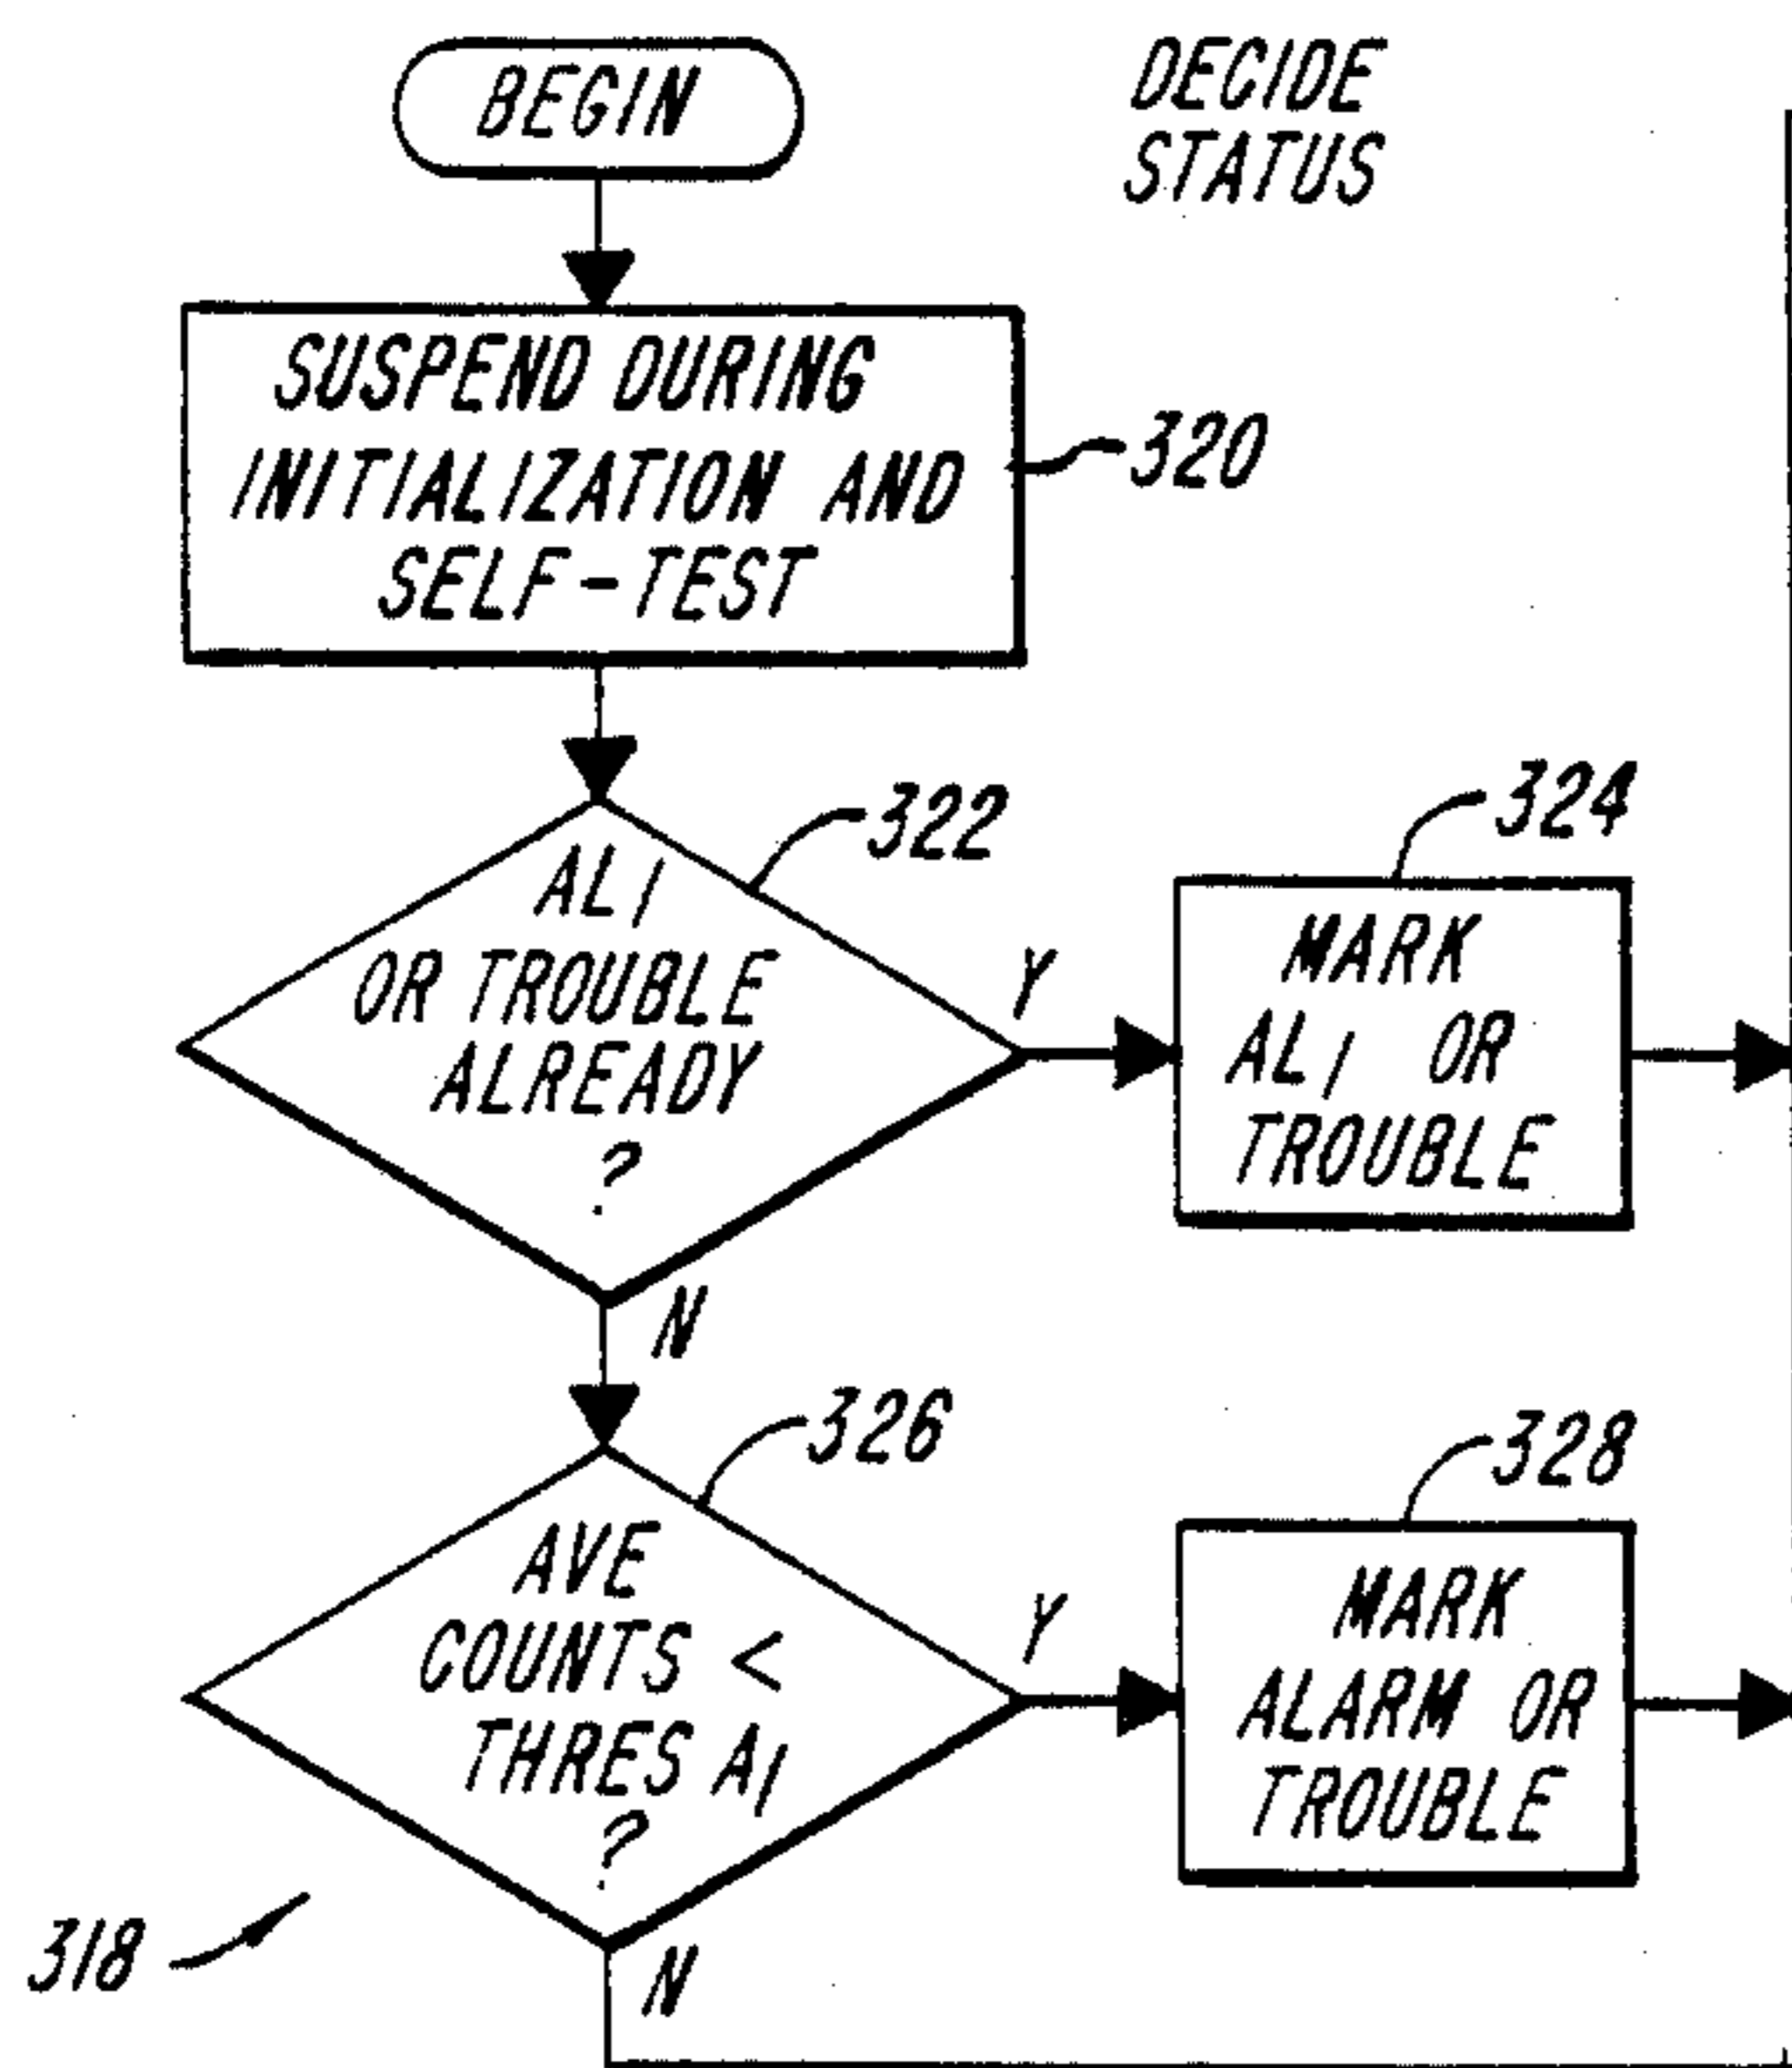 BEGIN
DECIDE
STATUS
SUSPEND DURING
INITIALIZATION AND
SELF-TEST
320
322
AL1
OR TROUBLE
ALREADY
?
Y
N
324
MARK
AL1 OR
TROUBLE
326
AVE
COUNTS <
THRES A1
?
Y
N
328
MARK
ALARM OR
TROUBLE
318